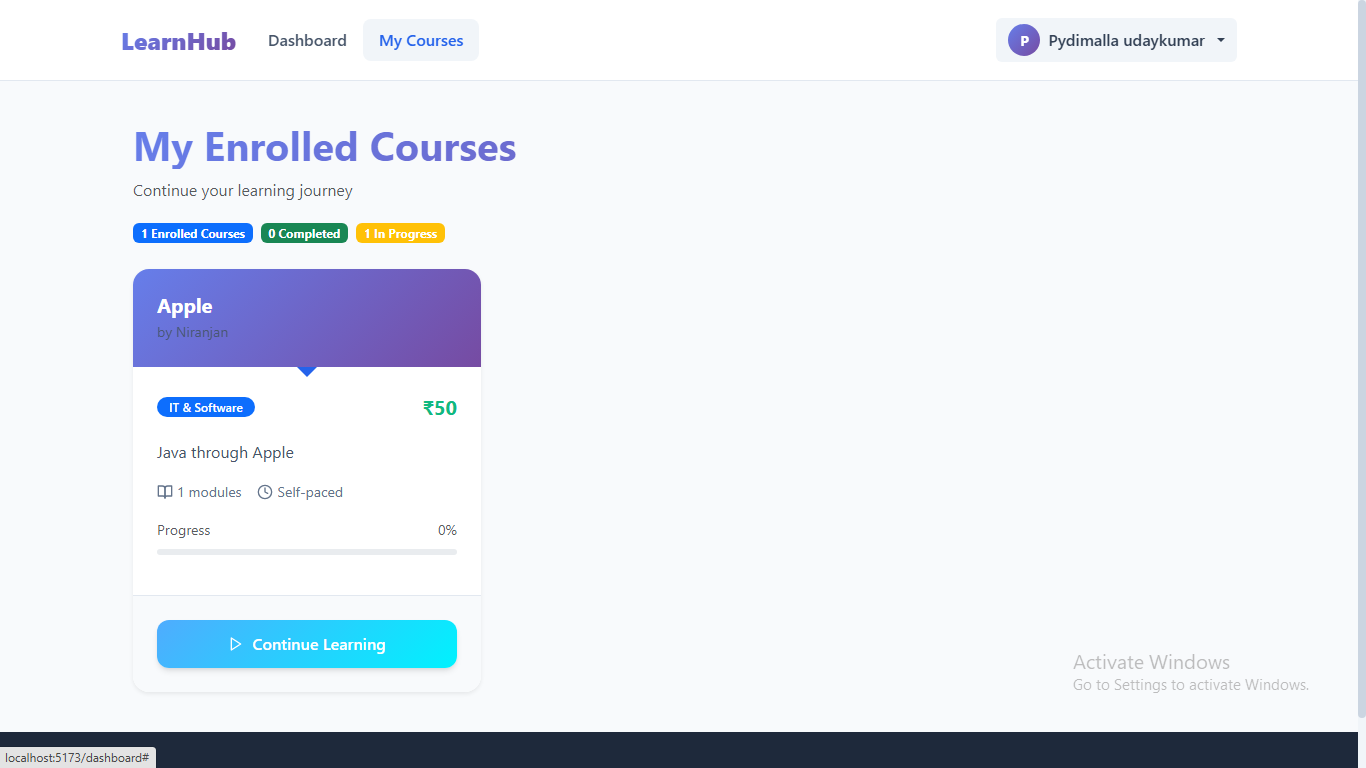 LearnHub Dashboard My Courses P Pydimalla udaykumar
My Enrolled Courses
Continue your learning journey
1 Enrolled Courses 0 Completed 1 In Progress
Apple
by Niranjan
IT & Software ₹50
Java through Apple
1 modules Self-paced
Progress 0%
Continue Learning
Activate Windows
Go to Settings to activate Windows.
localhost:5173/dashboard#